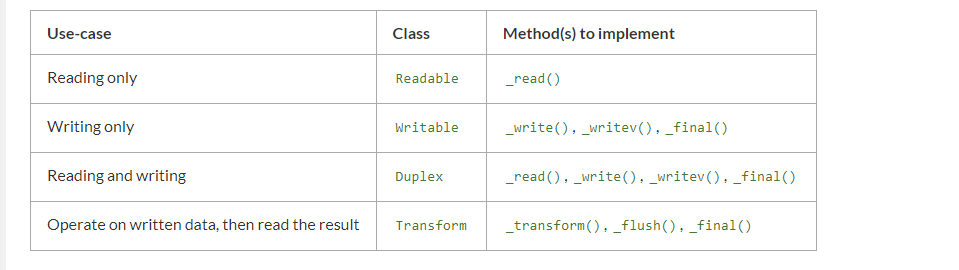 Use-case Class Method(s) to implement
Reading only Readable _read()
Writing only Writable _write(), _writev(), _final()
Reading and writing Duplex _read(), _write(), _writev(), _final()
Operate on written data, then read the result Transform _transform(), _flush(), _final()